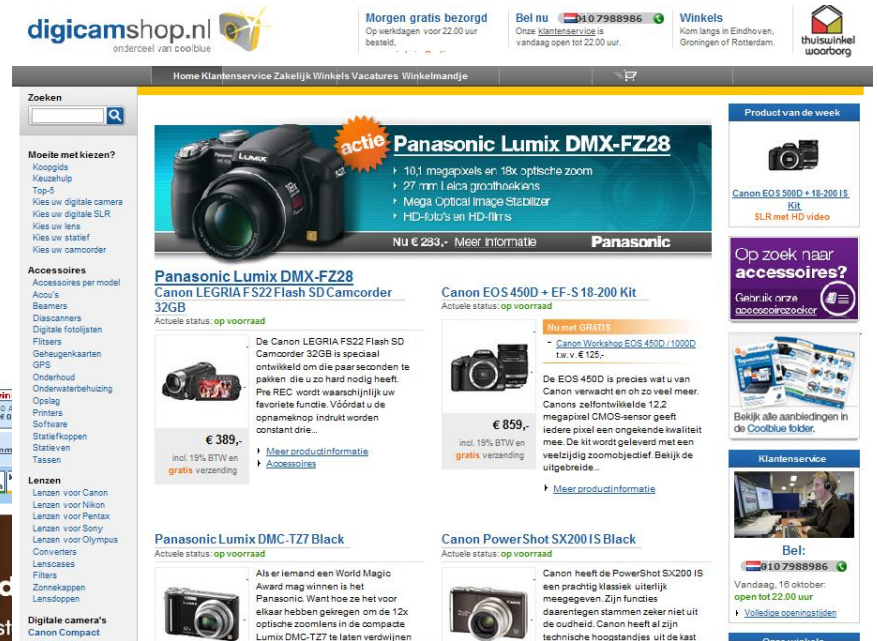 digicamshop.nl
onderdeel van coolblue
Morgen gratis bezorgd
Op werkdagen voor 22.00 uur
besteld,
Bel nu 010 7988986
Onze klantenservice is
vandaag open tot 22.00 uur.
Winkels
Kom langs in Eindhoven,
Groningen of Rotterdam.
thuiswinkel
waarborg
Home Klantenservice Zakelijk Winkels Vacatures Winkelmandje
Zoeken
Moeite met kiezen?
Koopgids
Keuzehulp
Top-5
Kies uw digitale camera
Kies uw digitale SLR
Kies uw lens
Kies uw statief
Kies uw camcorder
Accessoires
Accessoires per model
Accu's
Beamers
Diascanners
Digitale fotolijsten
Flitsers
Geheugenkaarten
GPS
Onderhoud
Onderwaterbehuizing
Opslag
Printers
Software
Statiefkoppen
Statieven
Tassen
Lenzen
Lenzen voor Canon
Lenzen voor Nikon
Lenzen voor Pentax
Lenzen voor Sony
Lenzen voor Olympus
Converters
Lenscases
Filters
Zonnekappen
Lensdoppen
Digitale camera's
Canon Compact
actie
Panasonic Lumix DMX-FZ28
10,1 megapixels en 18x optische zoom
27 mm Leica groothoeklens
Mega Optical Image Stabilizer
HD-foto's en HD-films
Nu € 283,- Meer informatie
Panasonic
Panasonic Lumix DMX-FZ28
Canon LEGRIA FS22 Flash SD Camcorder
32GB
Actuele status: op voorraad
De Canon LEGRIA FS22 Flash SD
Camcorder 32GB is speciaal
ontwikkeld om die paar seconden te
pakken die u zo hard nodig heeft.
Pre REC wordt waarschijnlijk uw
favoriete functie. Vóórdat u de
opnameknop indrukt worden
constant drie...
€ 389,-
incl. 19% BTW en
gratis verzending
Meer productinformatie
Accessoires
Canon EOS 450D + EF-S 18-200 Kit
Actuele status: op voorraad
Nu met GRATIS
- Canon Workshop EOS 450D / 1000D
t.w.v. € 125,-
De EOS 450D is precies wat u van
Canon verwacht en oh zo veel meer.
Canons zelfontwikkelde 12,2
megapixel CMOS-sensor geeft
iedere pixel een ongekende kwaliteit
mee. De kit wordt geleverd met een
veelzijdig zoomobjectief. Bekijk de
uitgebreide...
€ 859,-
incl. 19% BTW en
gratis verzending
Meer productinformatie
Panasonic Lumix DMC-TZ7 Black
Actuele status: op voorraad
Als er iemand een World Magic
Award mag winnen is het
Panasonic. Want hoe ze het voor
elkaar hebben gekregen om de 12x
optische zoomlens in de compacte
Lumix DMC-TZ7 te laten verdwijnen
Canon PowerShot SX200 IS Black
Actuele status: op voorraad
Canon heeft de PowerShot SX200 IS
een prachtig klassiek uiterlijk
meegegeven. Zijn functies
daarentegen stammen zeker niet uit
de oudheid. Canon heeft al zijn
technische hoogstandjes uit de kast
Product van de week
Canon EOS 500D + 18-200 IS
Kit
SLR met HD video
Op zoek naar
accessoires?
Gebruik onze
accessoirezoeker
Bekijk alle aanbiedingen in
de Coolblue folder.
Klantenservice
Bel:
010 7988986
Vandaag, 16 oktober:
open tot 22.00 uur
Volledige openingstijden